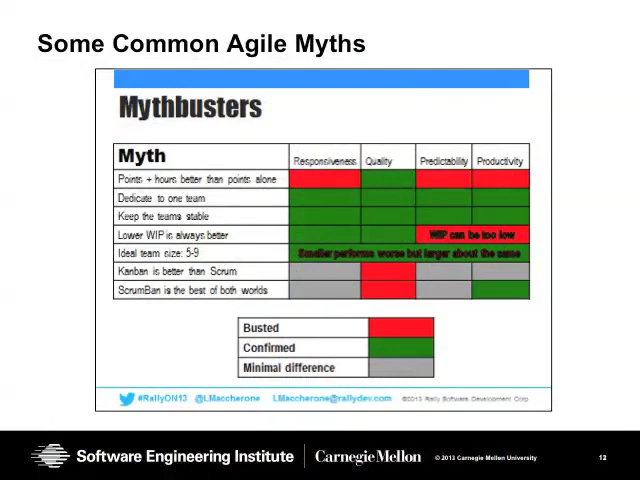 Some Common Agile Myths
Mythbusters
Myth Responsiveness Quality Predictability Productivity
Points + hours better than points alone
Dedicate to one team
Keep the teams stable
Lower WIP is always better WIP can be too low
Ideal team size: 5-9 Smaller performs worse but larger about the same
Kanban is better than Scrum
ScrumBan is the best of both worlds
Busted
Confirmed
Minimal difference
#RallyON13 @LMaccherone LMaccherone@rallydev.com ©2013 Rally Software Development Corp
Software Engineering Institute Carnegie Mellon © 2013 Carnegie Mellon University 12